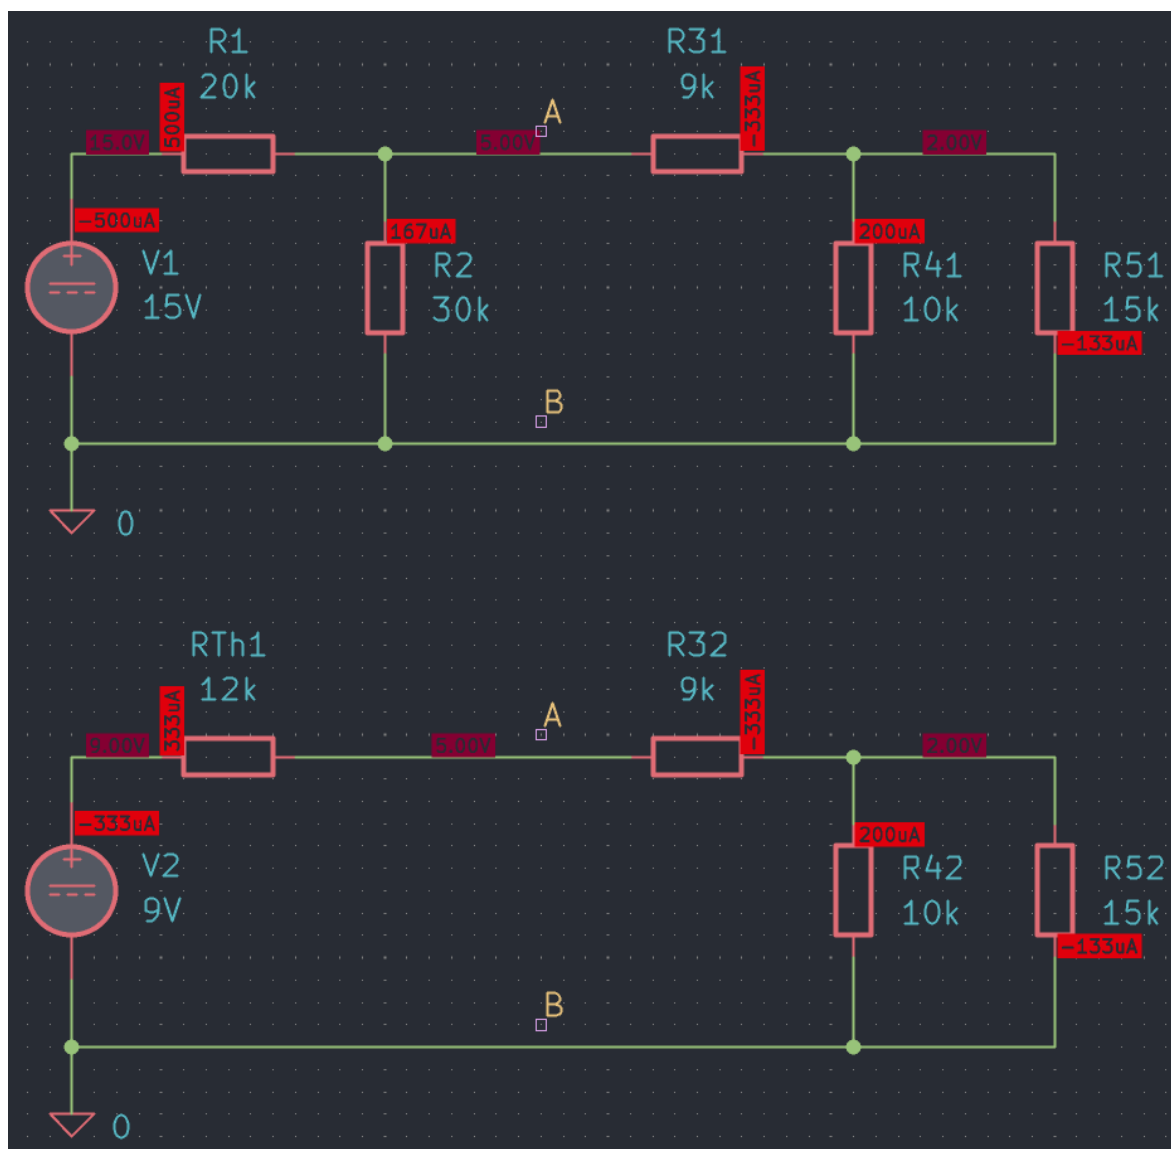 R1
20k
R31
9k
500uA
-333uA
A
15.0V
5.00V
2.00V
-500uA
167uA
200uA
V1
15V
R2
30k
R41
10k
R51
15k
-133uA
B
0
RTh1
12k
R32
9k
333uA
-333uA
A
9.00V
5.00V
2.00V
-333uA
200uA
V2
9V
R42
10k
R52
15k
-133uA
B
0